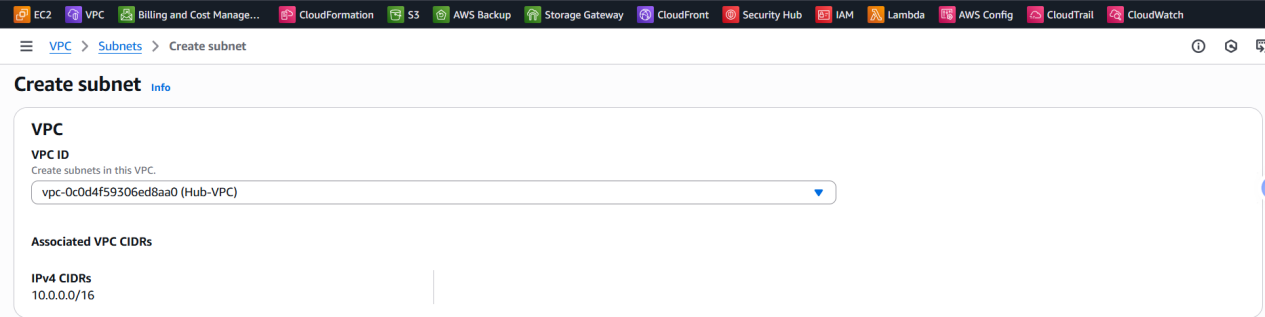 EC2 VPC Billing and Cost Manage... CloudFormation S3 AWS Backup Storage Gateway CloudFront Security Hub IAM Lambda AWS Config CloudTrail CloudWatch
VPC > Subnets > Create subnet
Create subnet Info
VPC
VPC ID
Create subnets in this VPC.
vpc-0c0d4f59306ed8aa0 (Hub-VPC)
Associated VPC CIDRs
IPv4 CIDRs
10.0.0.0/16